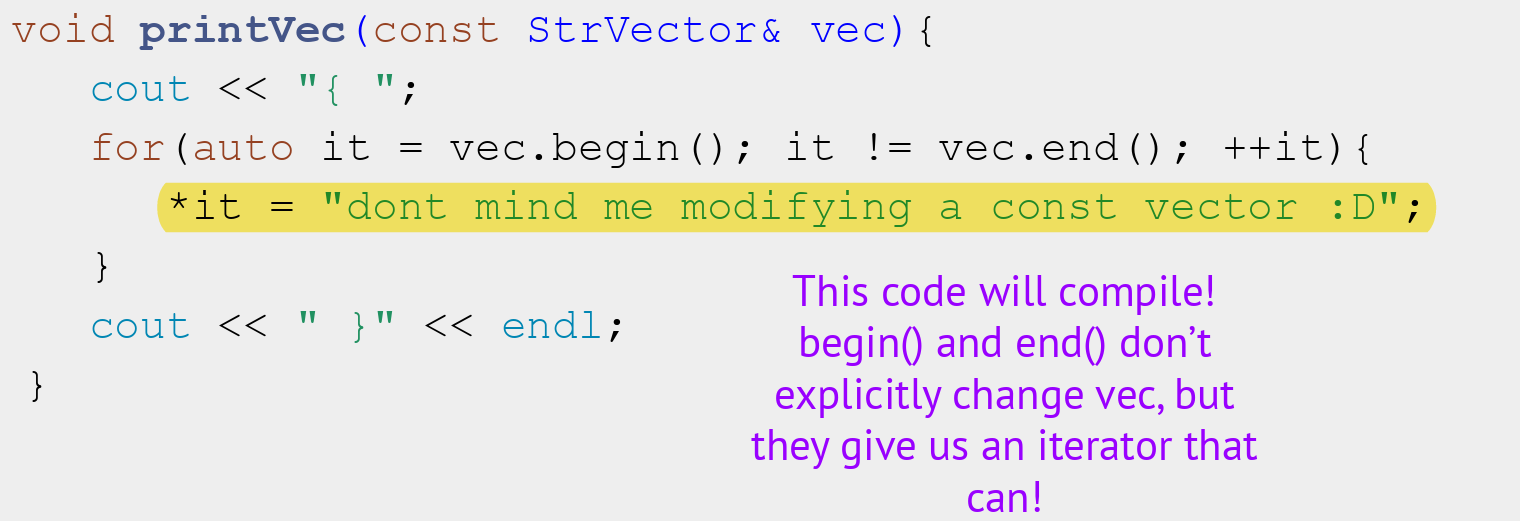 void printVec(const StrVector& vec){
cout << "{ ";
for(auto it = vec.begin(); it != vec.end(); ++it){
*it = "dont mind me modifying a const vector :D";
}
cout << " }" << endl;
}
This code will compile!
begin() and end() don’t
explicitly change vec, but
they give us an iterator that
can!